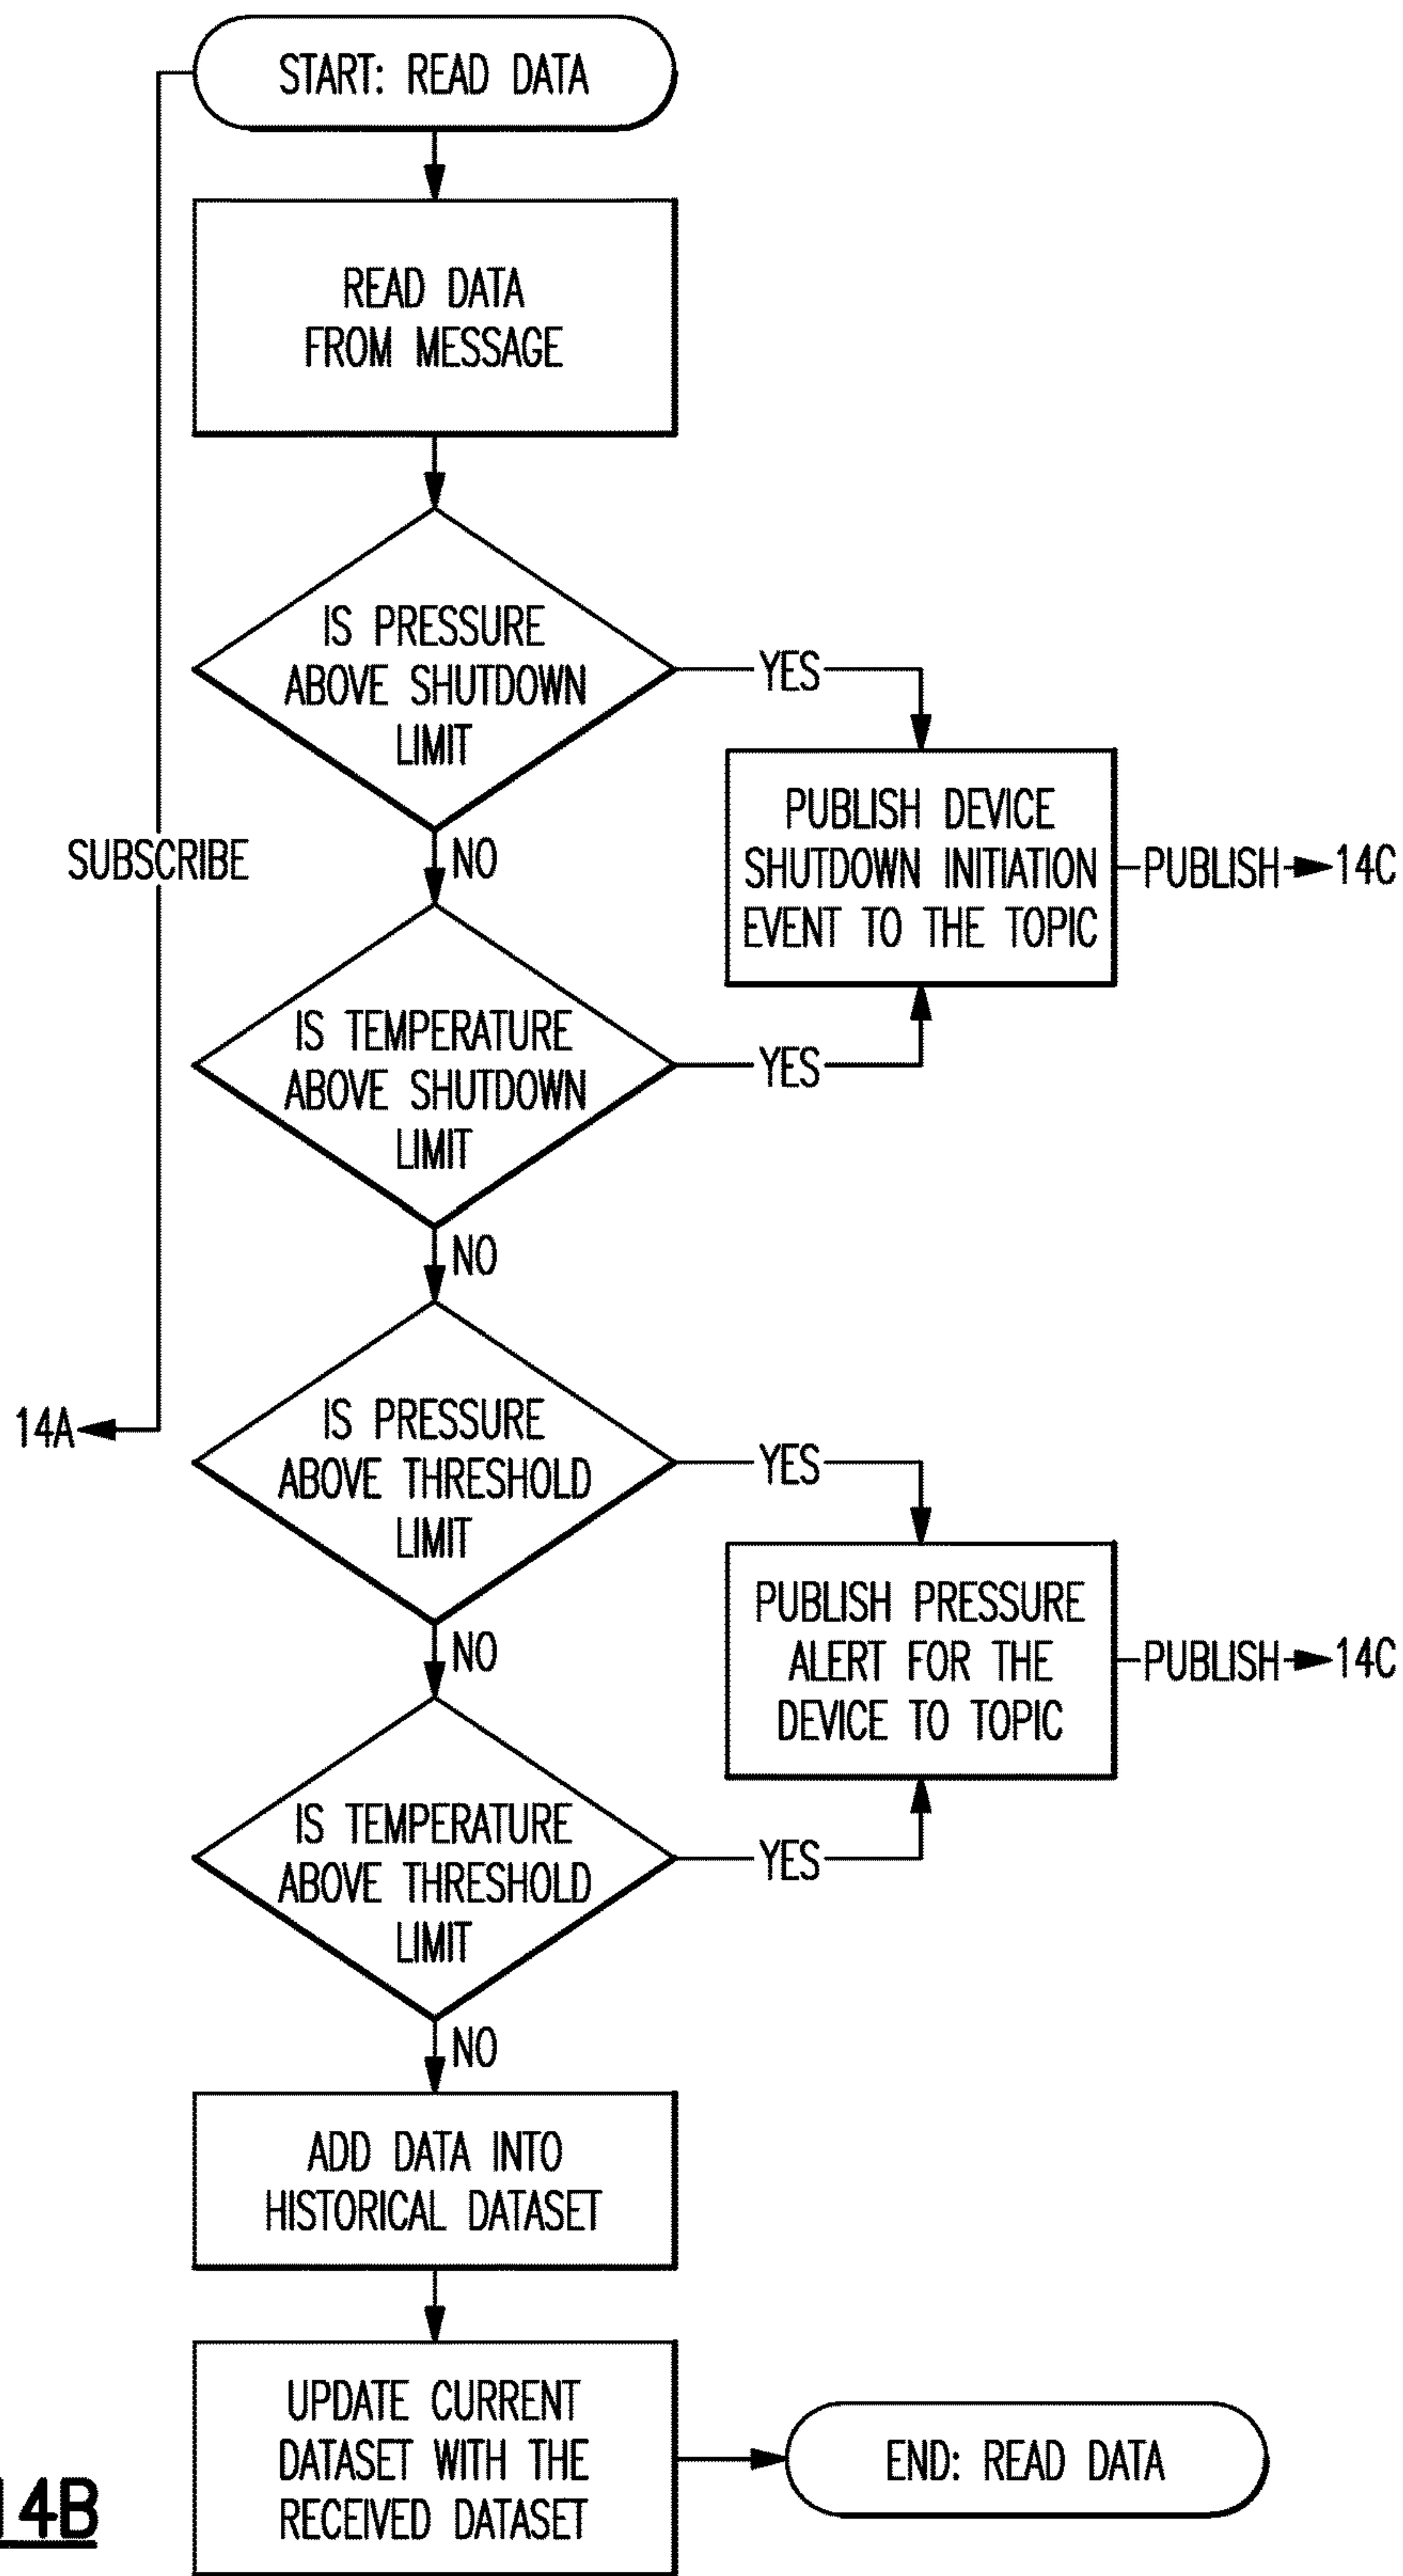 START: READ DATA
READ DATA
FROM MESSAGE
IS PRESSURE
ABOVE SHUTDOWN
LIMIT
YES
PUBLISH DEVICE
SHUTDOWN INITIATION
EVENT TO THE TOPIC
PUBLISH
14C
SUBSCRIBE
NO
IS TEMPERATURE
ABOVE SHUTDOWN
LIMIT
YES
NO
14A
IS PRESSURE
ABOVE THRESHOLD
LIMIT
YES
PUBLISH PRESSURE
ALERT FOR THE
DEVICE TO TOPIC
PUBLISH
14C
NO
IS TEMPERATURE
ABOVE THRESHOLD
LIMIT
YES
NO
ADD DATA INTO
HISTORICAL DATASET
UPDATE CURRENT
DATASET WITH THE
RECEIVED DATASET
END: READ DATA
14B